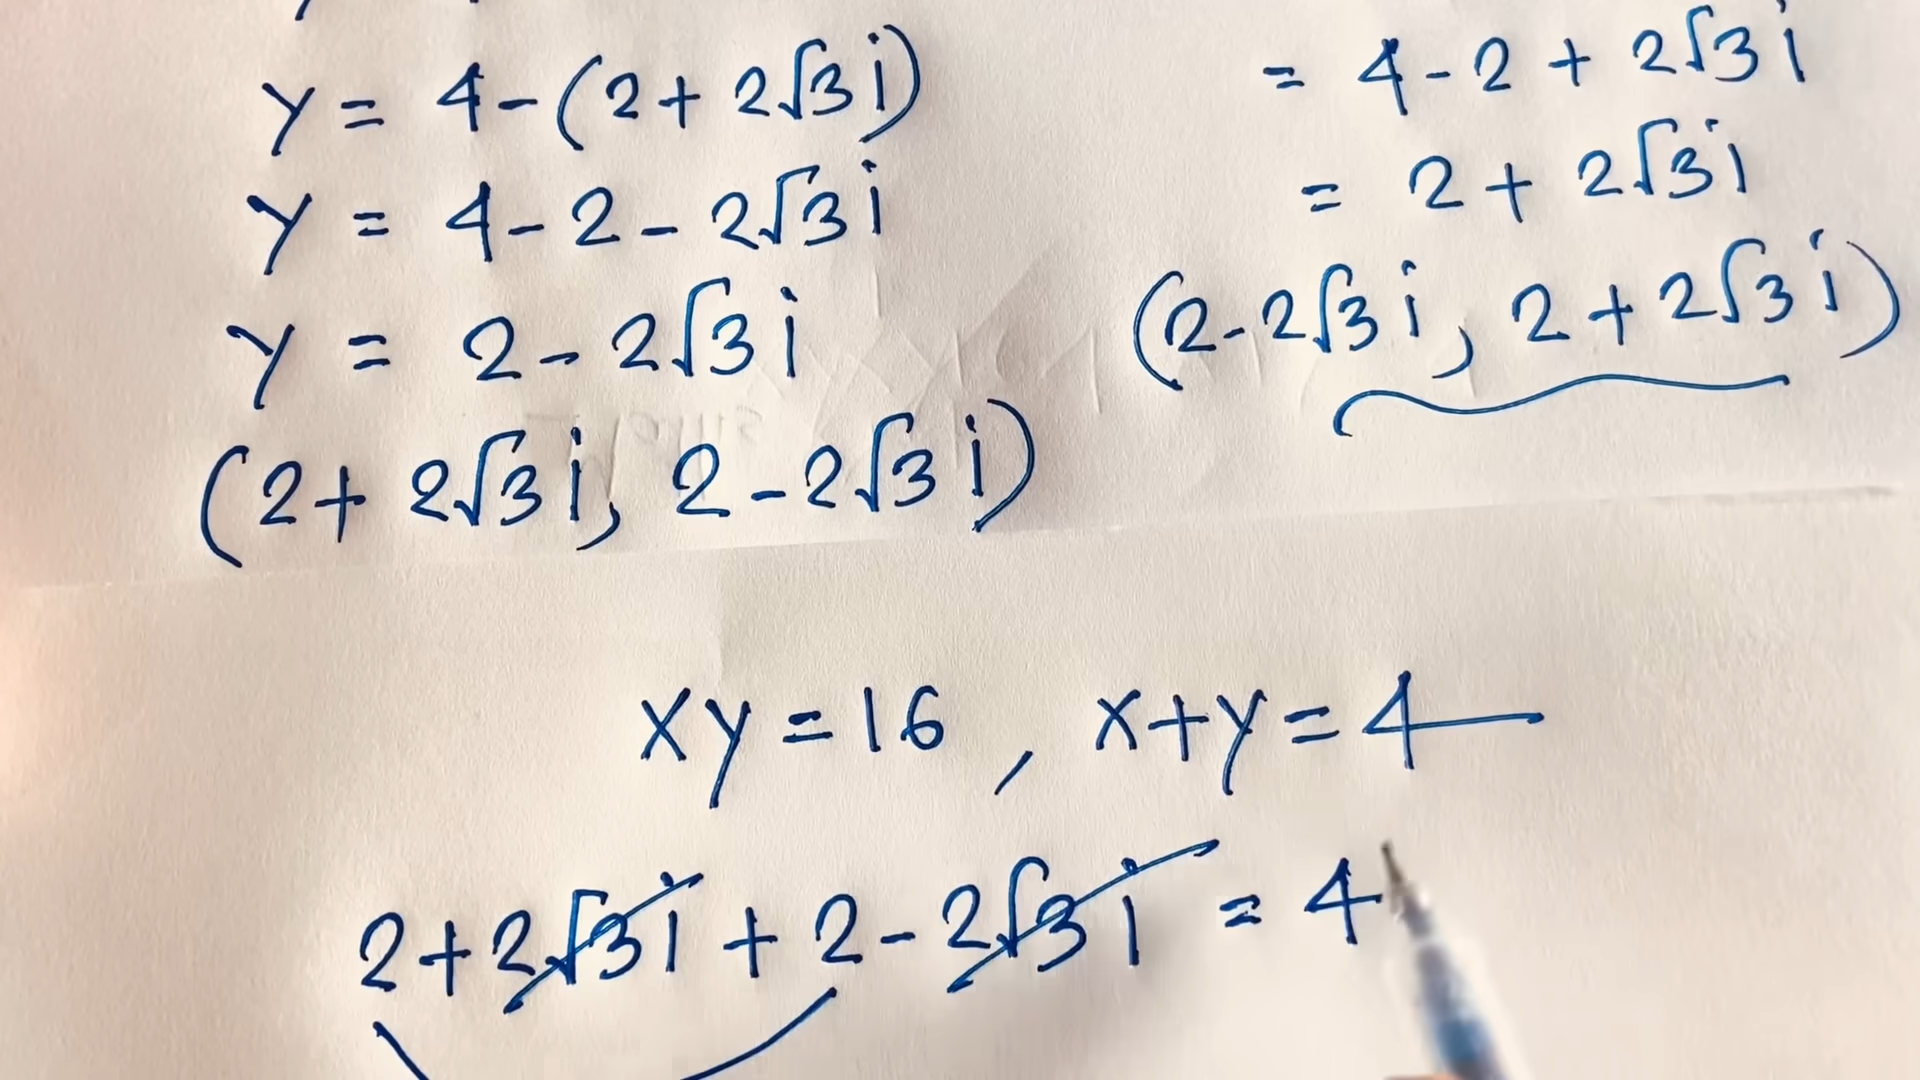 y = 4 - (2 + 2√3 i)
y = 4 - 2 - 2√3 i
y = 2 - 2√3 i
(2 + 2√3 i, 2 - 2√3 i)
= 4 - 2 + 2√3 i
= 2 + 2√3 i
(2 - 2√3 i, 2 + 2√3 i)
xy = 16, x + y = 4
2 + 2√3 i + 2 - 2√3 i = 4